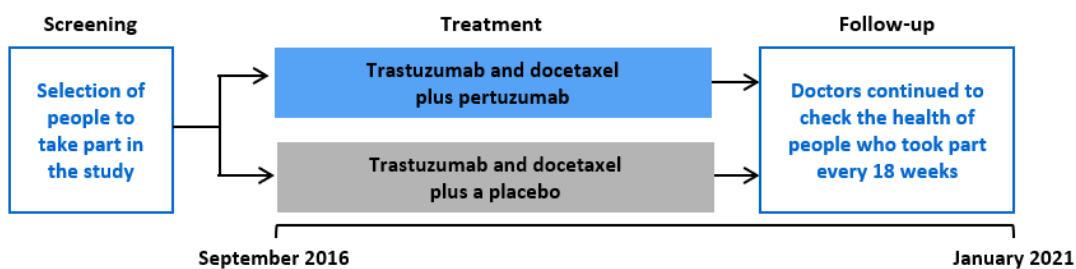 Screening
Treatment
Follow-up
Selection of
people to
take part in
the study
Trastuzumab and docetaxel
plus pertuzumab
Trastuzumab and docetaxel
plus a placebo
Doctors continued to
check the health of
people who took part
every 18 weeks
September 2016
January 2021